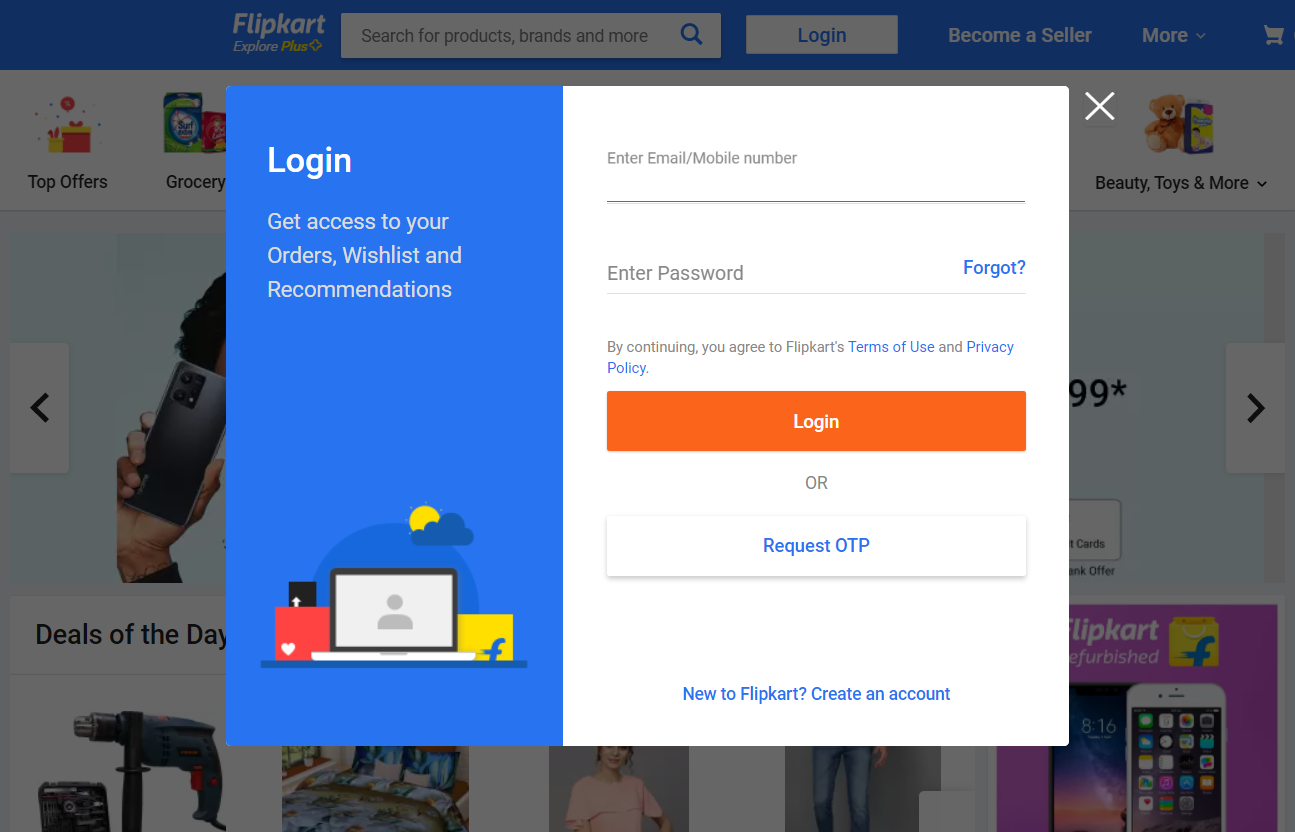 Flipkart
Explore Plus
Search for products, brands and more
Login
Become a Seller
More
Top Offers
Grocery
Beauty, Toys & More
Login
Get access to your
Orders, Wishlist and
Recommendations
Enter Email/Mobile number
Enter Password
Forgot?
By continuing, you agree to Flipkart's Terms of Use and Privacy
Policy.
Login
OR
Request OTP
New to Flipkart? Create an account
99*
t Cards
ank Offer
Deals of the Day
Flipkart
efurbished
8:16
Surf
excel